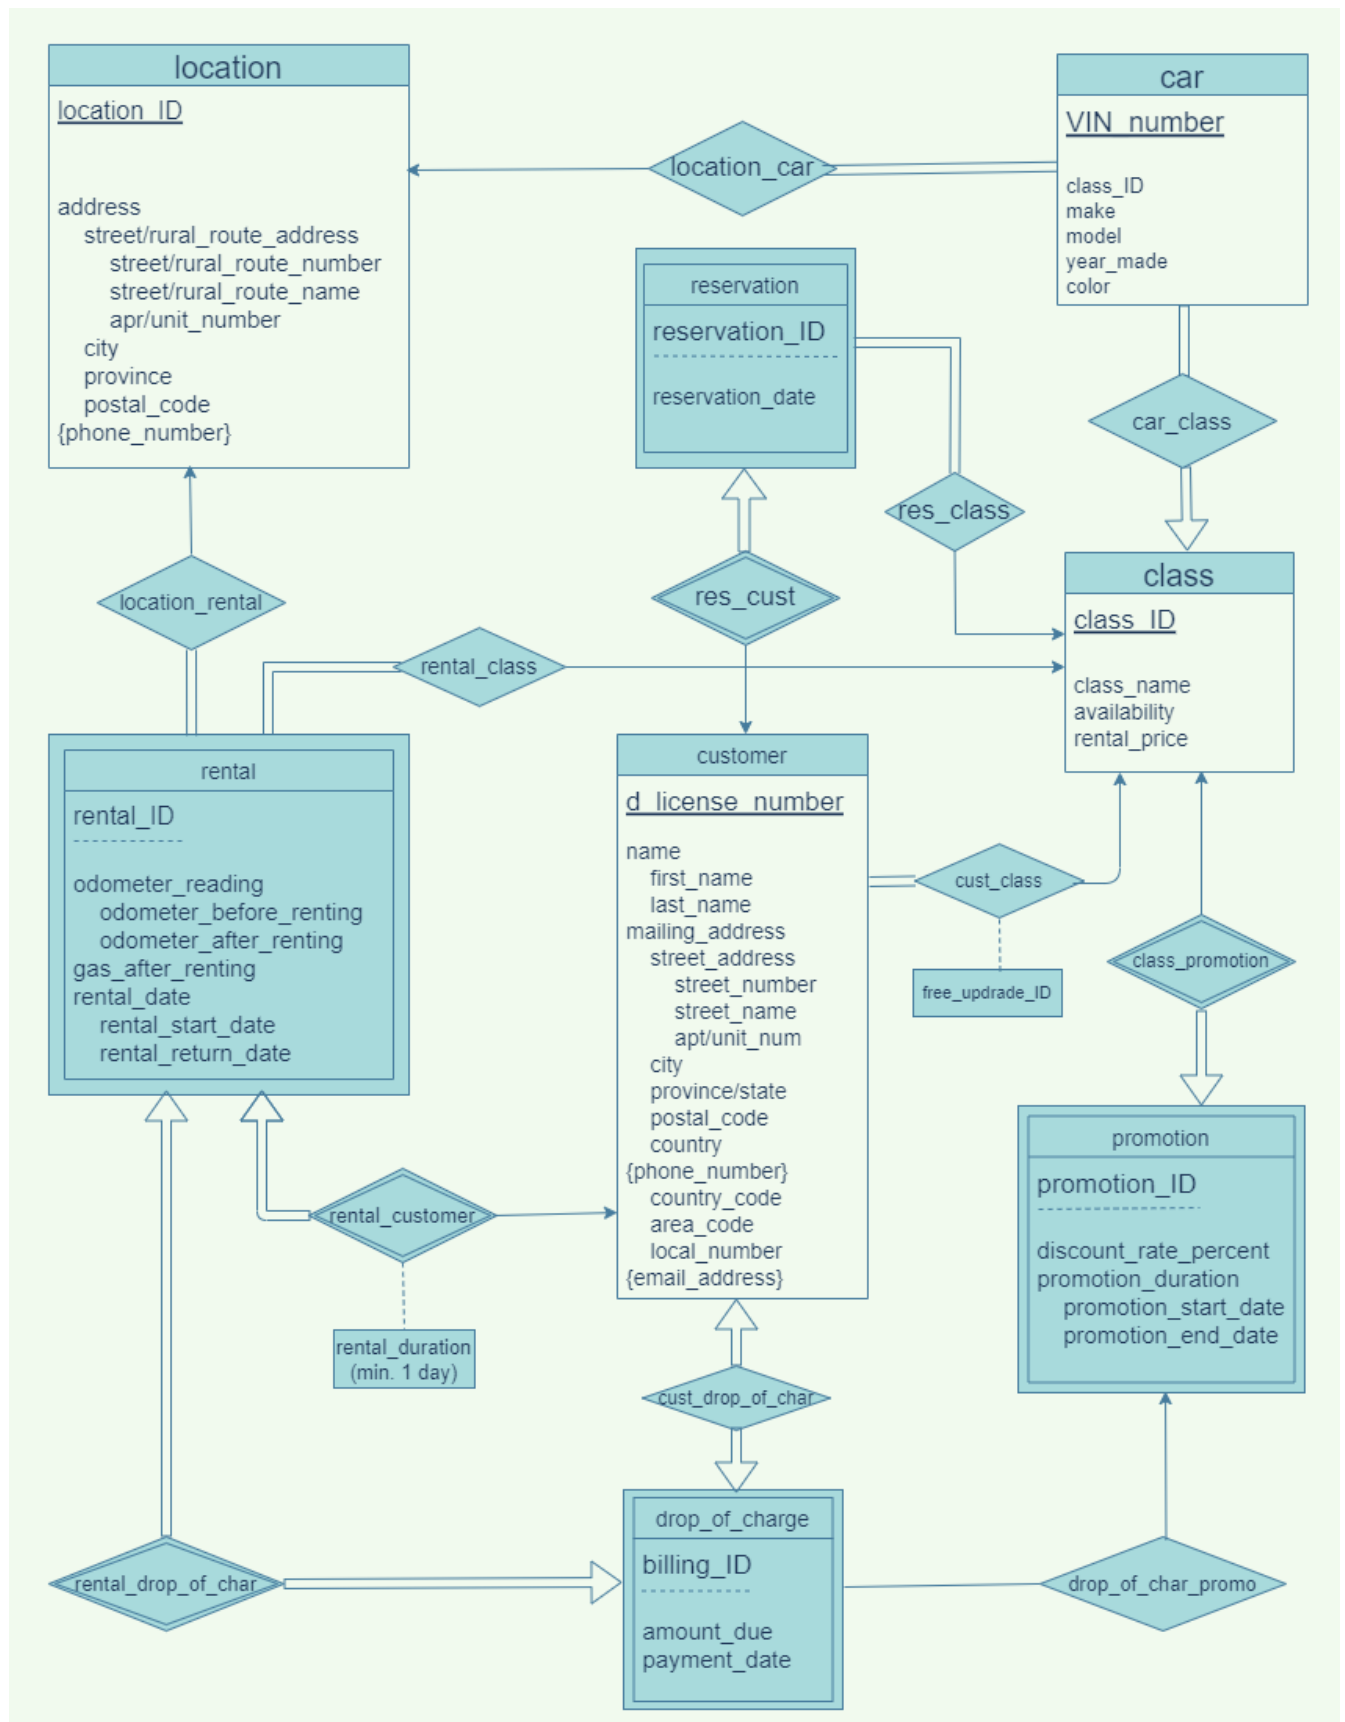 location
location_ID
address
street/rural_route_address
street/rural_route_number
street/rural_route_name
apr/unit_number
city
province
postal_code
{phone_number}
location_car
car
VIN_number
class_ID
make
model
year_made
color
reservation
reservation_ID
reservation_date
car_class
res_class
res_cust
location_rental
rental_class
class
class_ID
class_name
availability
rental_price
rental
rental_ID
odometer_reading
odometer_before_renting
odometer_after_renting
gas_after_renting
rental_date
rental_start_date
rental_return_date
customer
d_license_number
name
first_name
last_name
mailing_address
street_address
street_number
street_name
apt/unit_num
city
province/state
postal_code
country
{phone_number}
country_code
area_code
local_number
{email_address}
cust_class
free_updrade_ID
class_promotion
promotion
promotion_ID
discount_rate_percent
promotion_duration
promotion_start_date
promotion_end_date
rental_customer
rental_duration
(min. 1 day)
cust_drop_of_char
drop_of_charge
billing_ID
amount_due
payment_date
rental_drop_of_char
drop_of_char_promo